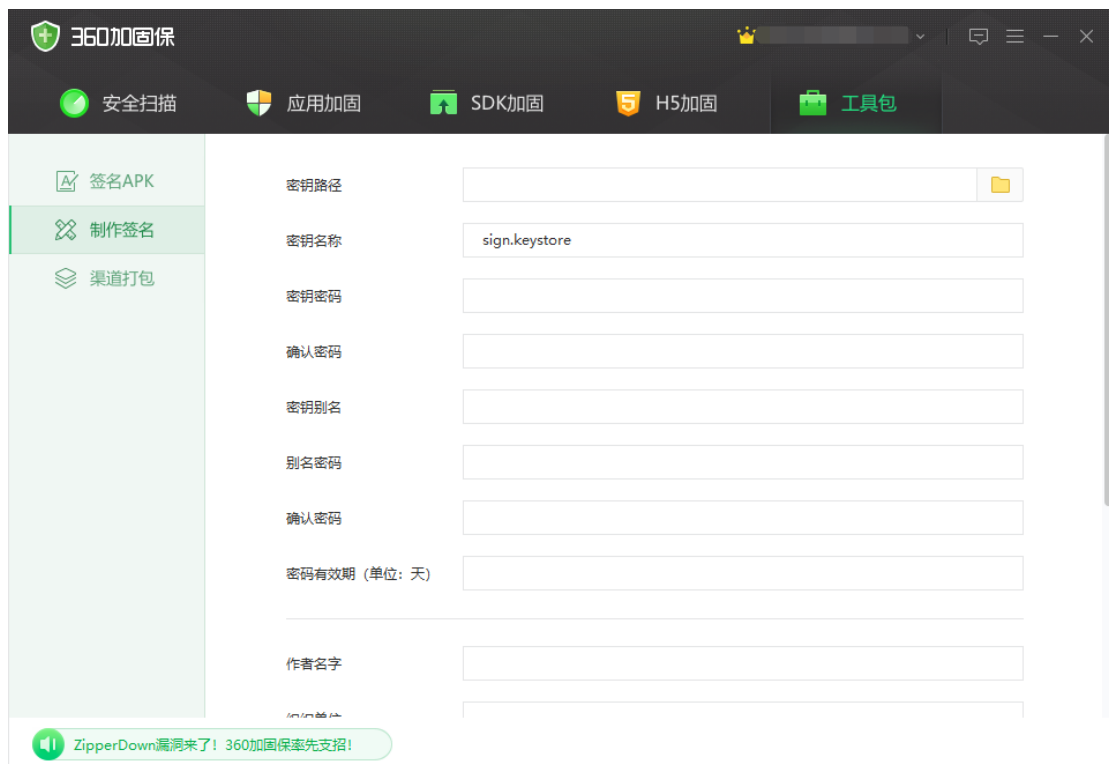 360加固保
安全扫描 应用加固 SDK加固 H5加固 工具包
签名APK
制作签名
渠道打包
密钥路径
密钥名称 sign.keystore
密钥密码
确认密码
密钥别名
别名密码
确认密码
密码有效期 (单位: 天)
作者名字
组织单位
ZipperDown漏洞来了! 360加固保率先支招!